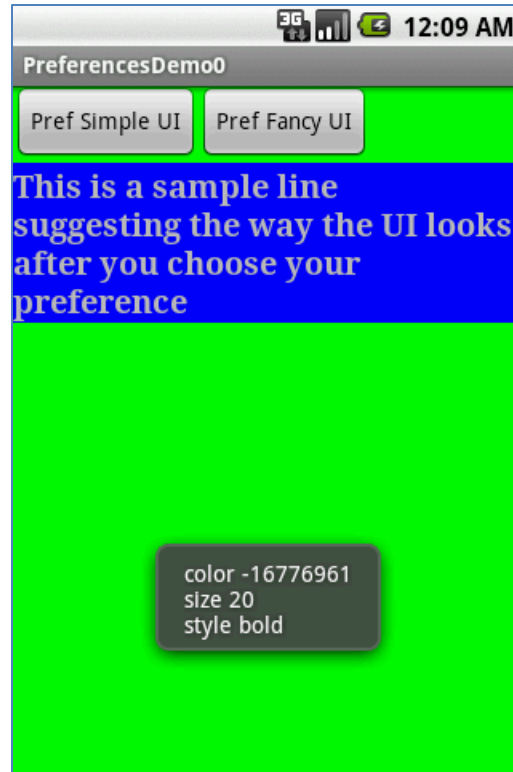 3G 12:09 AM
PreferencesDemo0
Pref Simple UI Pref Fancy UI
This is a sample line
suggesting the way the UI looks
after you choose your
preference
color -16776961
size 20
style bold